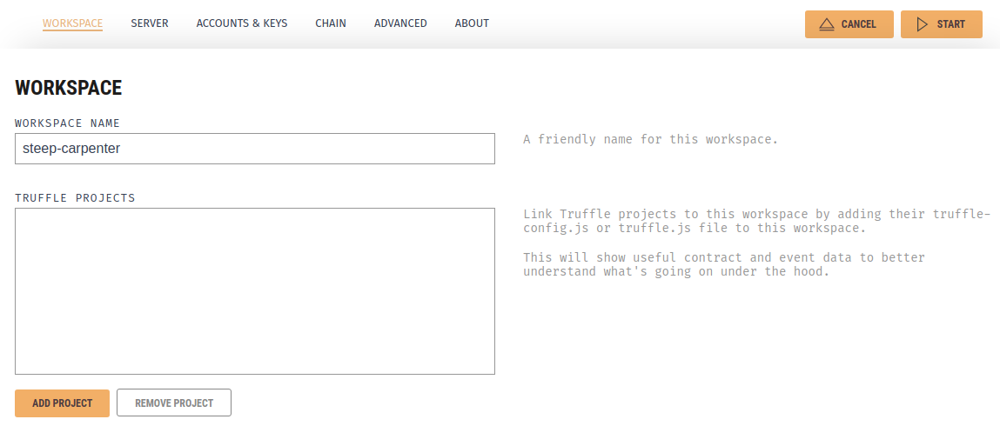 WORKSPACE SERVER ACCOUNTS & KEYS CHAIN ADVANCED ABOUT CANCEL START
WORKSPACE
WORKSPACE NAME
steep-carpenter
A friendly name for this workspace.
TRUFFLE PROJECTS
Link Truffle projects to this workspace by adding their truffle-
config.js or truffle.js file to this workspace.
This will show useful contract and event data to better
understand what's going on under the hood.
ADD PROJECT REMOVE PROJECT